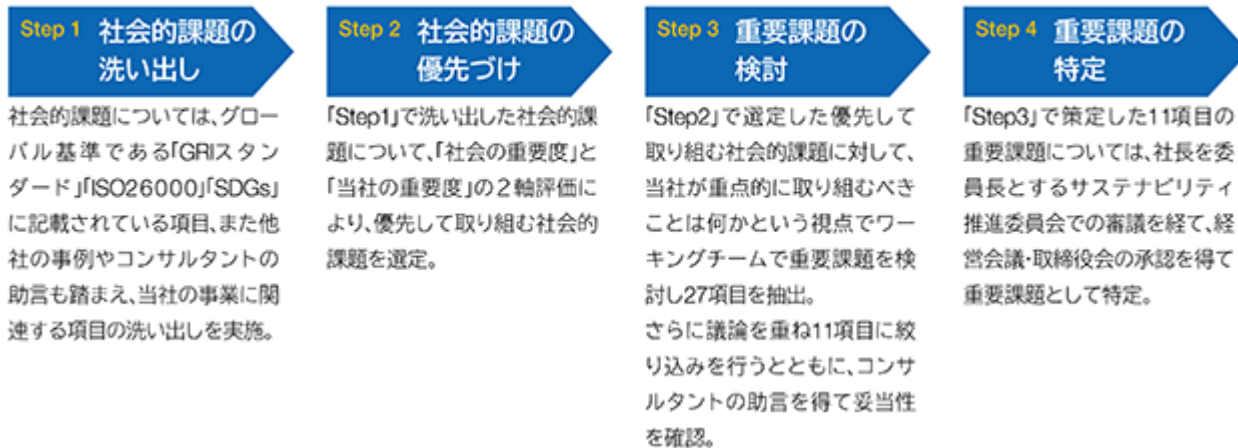 Step 1 社会的課題の
洗い出し
社会的課題については、グロー
バル基準である「GRIスタン
ダード」「ISO26000」「SDGs」
に記載されている項目、また他
社の事例やコンサルタントの
助言も踏まえ、当社の事業に関
連する項目の洗い出しを実施。
Step 2 社会的課題の
優先づけ
「Step1」で洗い出した社会的課
題について、「社会の重要度」と
「当社の重要度」の2軸評価に
より、優先して取り組む社会的
課題を選定。
Step 3 重要課題の
検討
「Step2」で選定した優先して
取り組む社会的課題に対して、
当社が重点的に取り組むべき
ことは何かという視点でワー
キングチームで重要課題を検
討し27項目を抽出。
さらに議論を重ね11項目に絞
り込みを行うとともに、コンサ
ルタントの助言を得て妥当性
を確認。
Step 4 重要課題の
特定
「Step3」で策定した11項目の
重要課題については、社長を委
員長とするサステナビリティ
推進委員会での審議を経て、経
営会議・取締役会の承認を得て
重要課題として特定。